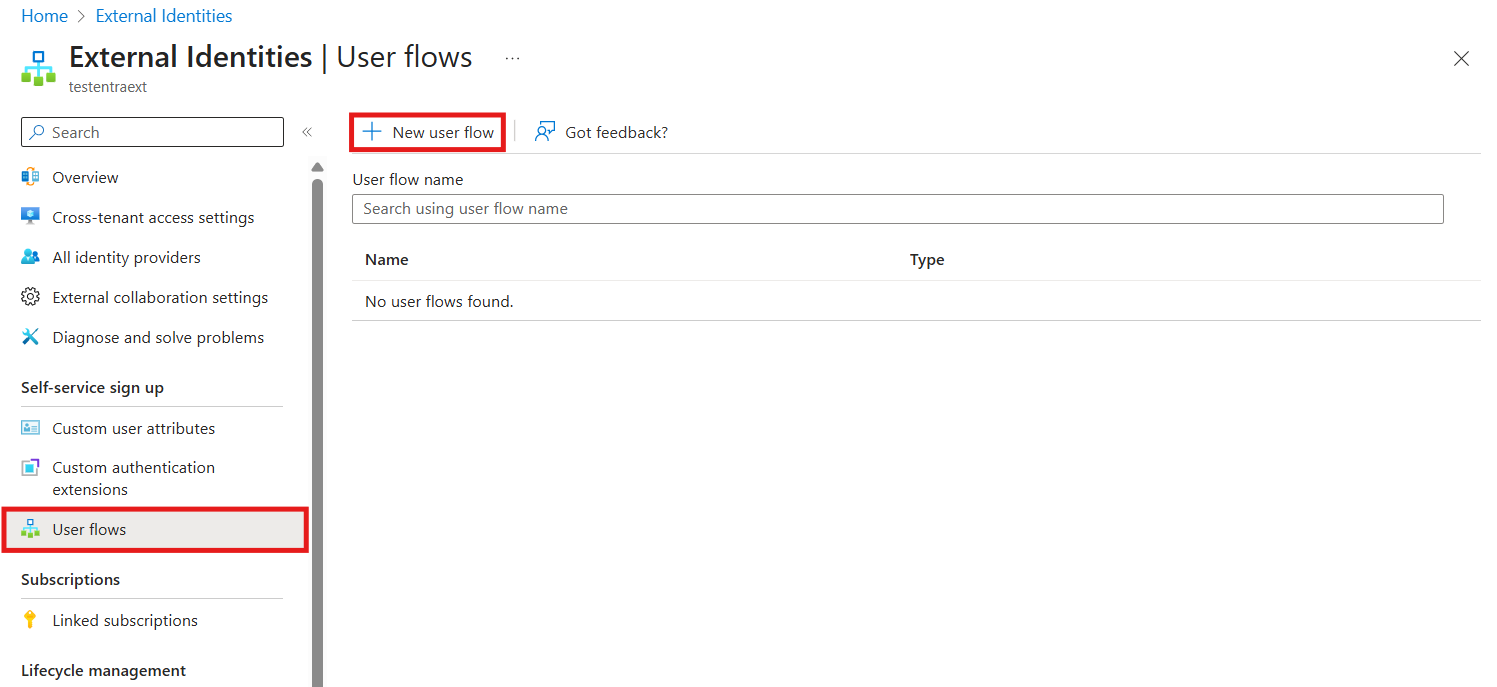 Home > External Identities
External Identities | User flows ...
testentraext
Search
«
Overview
Cross-tenant access settings
All identity providers
External collaboration settings
Diagnose and solve problems
Self-service sign up
Custom user attributes
Custom authentication
extensions
User flows
Subscriptions
Linked subscriptions
Lifecycle management
+ New user flow
Got feedback?
User flow name
Search using user flow name
Name Type
No user flows found.